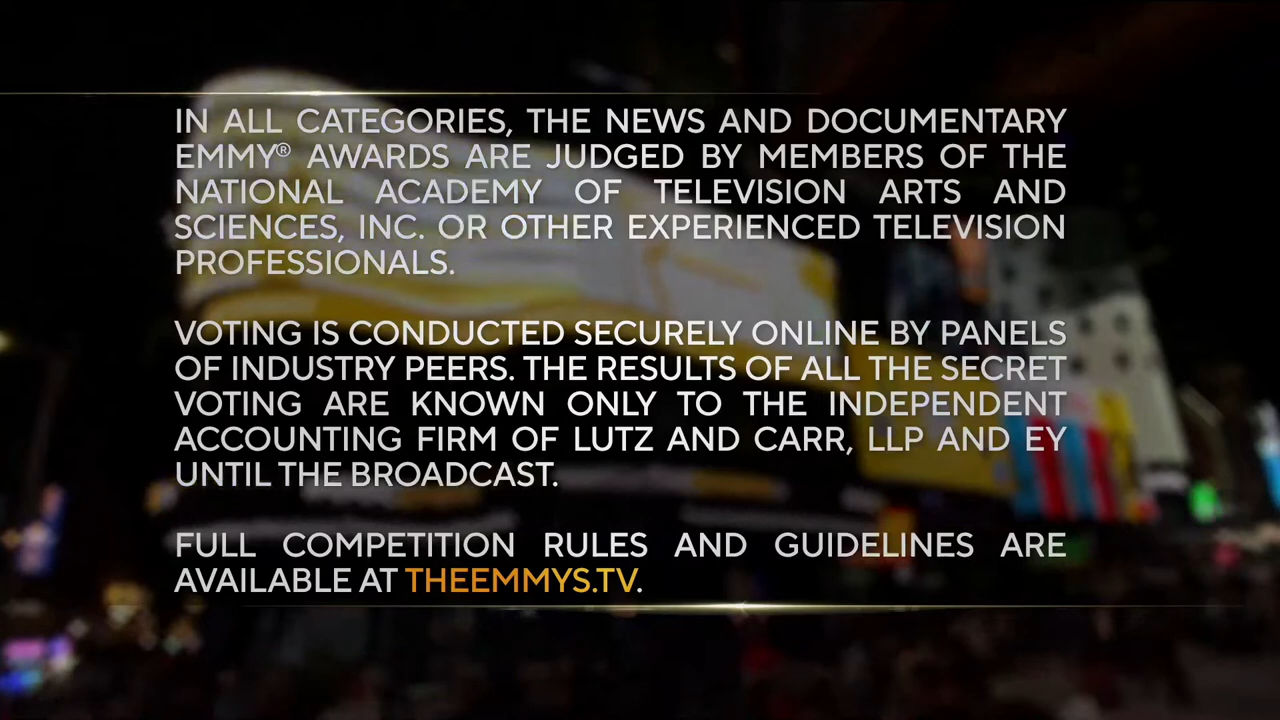 IN ALL CATEGORIES, THE NEWS AND DOCUMENTARY
EMMY® AWARDS ARE JUDGED BY MEMBERS OF THE
NATIONAL ACADEMY OF TELEVISION ARTS AND
SCIENCES, INC. OR OTHER EXPERIENCED TELEVISION
PROFESSIONALS.
VOTING IS CONDUCTED SECURELY ONLINE BY PANELS
OF INDUSTRY PEERS. THE RESULTS OF ALL THE SECRET
VOTING ARE KNOWN ONLY TO THE INDEPENDENT
ACCOUNTING FIRM OF LUTZ AND CARR, LLP AND EY
UNTIL THE BROADCAST.
FULL COMPETITION RULES AND GUIDELINES ARE
AVAILABLE AT THEEMMYS.TV.